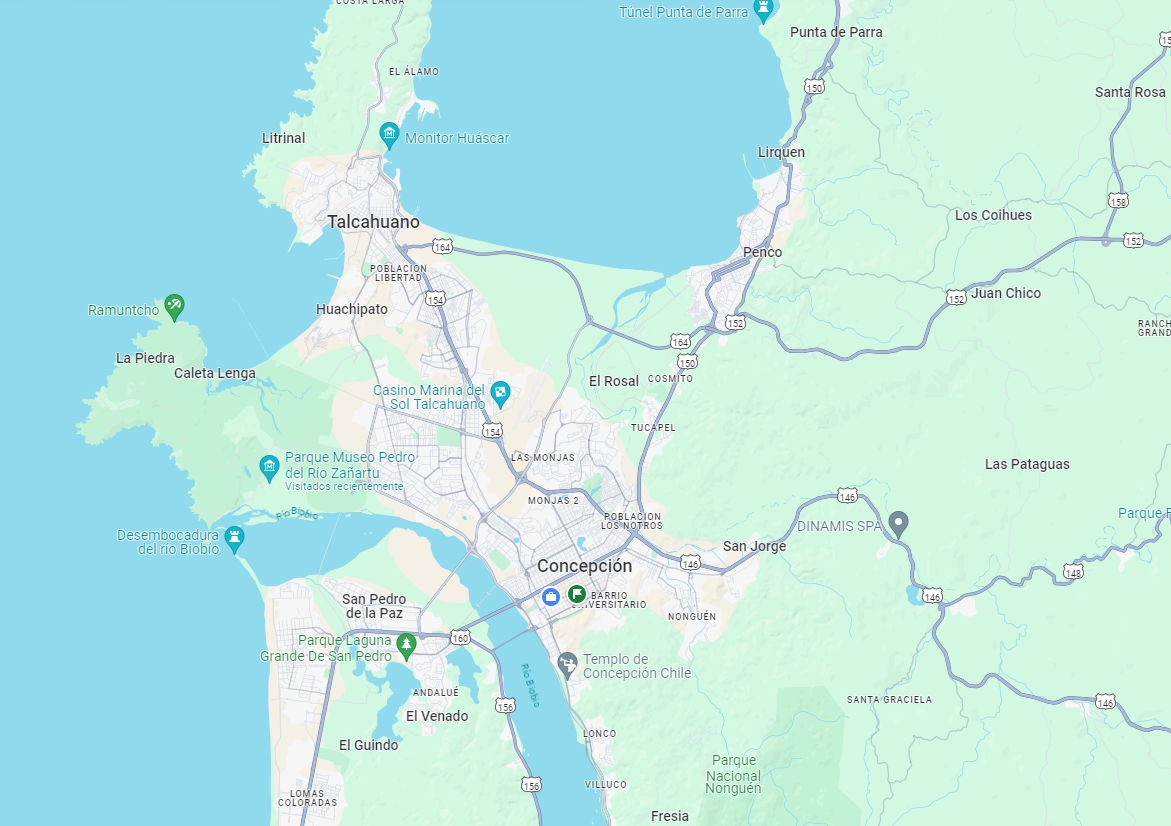 COSTA LARGA
Túnel Punta de Parra
Punta de Parra
EL ÁLAMO
150
Santa Rosa
Litrinal
Monitor Huáscar
Lirquen
158
Talcahuano
Los Coihues
164
152
Penco
POBLACION
LIBERTAD
154
152
Juan Chico
Ramuntcho
Huachipato
152
164
La Piedra
150
Caleta Lenga
El Rosal
COSMITO
Casino Marina del
Sol Talcahuano
154
TUCAPEL
LAS MONJAS
Parque Museo Pedro
del Río Zañartu
Visitados recientemente
Las Pataguas
MONJAS 2
146
Río Biobío
POBLACION
LOS NOTROS
DINAMIS SPA
Parque
Desembocadura
del río Biobío
San Jorge
Concepción
146
148
146
San Pedro
de la Paz
BARRIO
UNIVERSITARIO
NONGUÉN
160
Parque Laguna
Grande De San Pedro
Templo de
Concepción Chile
Río Biobío
ANDALUÉ
156
SANTA GRACIELA
146
El Venado
LONCO
El Guindo
Parque
Nacional
Nonguén
156
VILLUCO
LOMAS
COLORADAS
Fresia